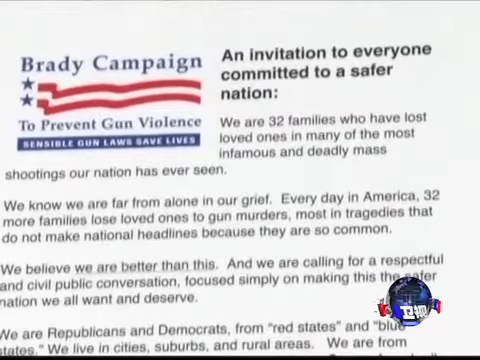 Brady Campaign
To Prevent Gun Violence
SENSIBLE GUN LAWS SAVE LIVES
An invitation to everyone
committed to a safer
nation:
We are 32 families who have lost
loved ones in many of the most
infamous and deadly mass
shootings our nation has ever seen.
We know we are far from alone in our grief. Every day in America, 32
more families lose loved ones to gun murders, most in tragedies that
do not make national headlines because they are so common.
We believe we are better than this. And we are calling for a respectful
and civil public conversation, focused simply on making this the safer
nation we all want and deserve.
We are Republicans and Democrats, from “red states” and “blue
states.” We live in cities, suburbs, and rural areas. We are from
卫视